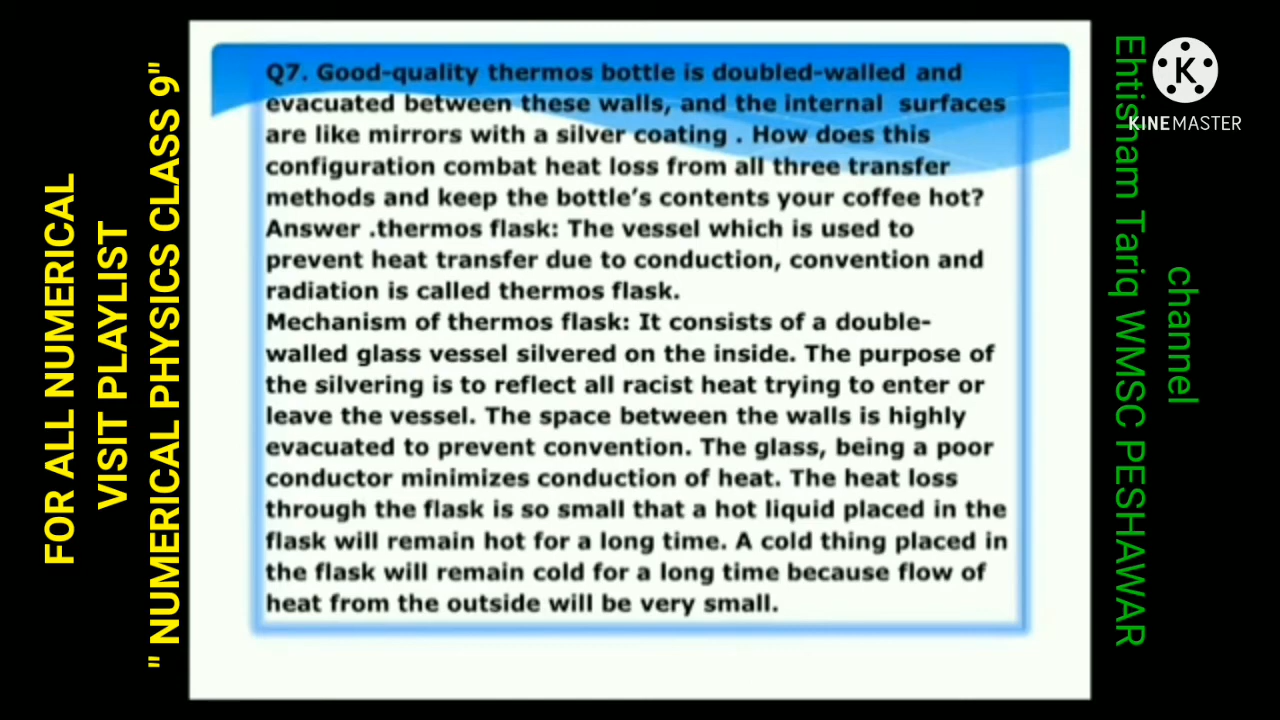 FOR ALL NUMERICAL
VISIT PLAYLIST
"NUMERICAL PHYSICS CLASS 9"
Q7. Good-quality thermos bottle is doubled-walled and
evacuated between these walls, and the internal surfaces
are like mirrors with a silver coating . How does this
configuration combat heat loss from all three transfer
methods and keep the bottle's contents your coffee hot?
Answer .thermos flask: The vessel which is used to
prevent heat transfer due to conduction, convention and
radiation is called thermos flask.
Mechanism of thermos flask: It consists of a double-
walled glass vessel silvered on the inside. The purpose of
the silvering is to reflect all racist heat trying to enter or
leave the vessel. The space between the walls is highly
evacuated to prevent convention. The glass, being a poor
conductor minimizes conduction of heat. The heat loss
through the flask is so small that a hot liquid placed in the
flask will remain hot for a long time. A cold thing placed in
the flask will remain cold for a long time because flow of
heat from the outside will be very small.
channel
Ehtisham Tariq WMSC PESHAWAR
K
KINEMASTER